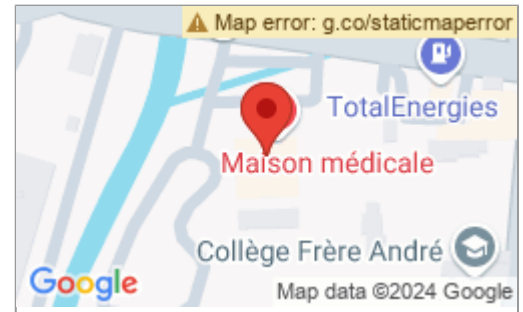 Map error: g.co/staticmaperror
TotalEnergies
Maison médicale
Collège Frère André
Google
Map data ©2024 Google